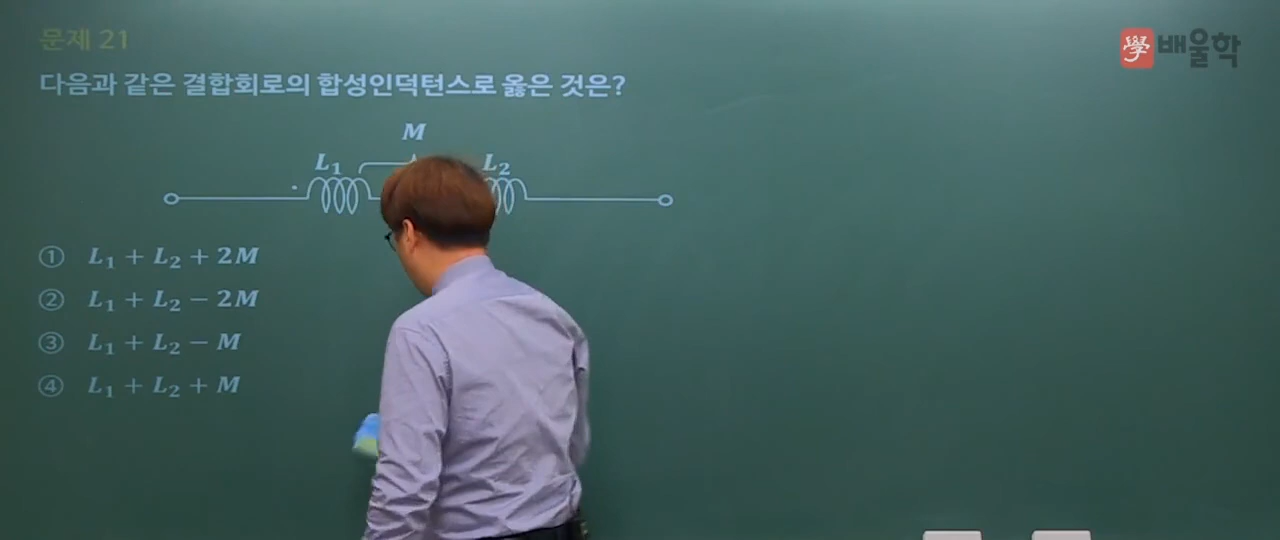 문제 21
學배울학
다음과 같은 결합회로의 합성인덕턴스로 옳은 것은?
M
L₁ L₂
① L₁ + L₂ + 2M
② L₁ + L₂ − 2M
③ L₁ + L₂ − M
④ L₁ + L₂ + M